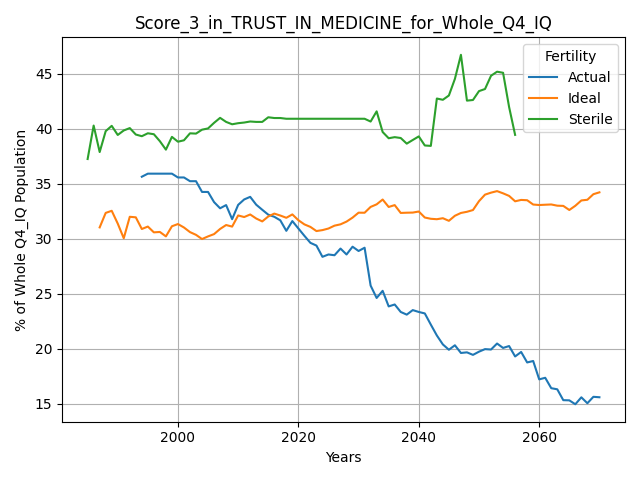 Score_3_in_TRUST_IN_MEDICINE_for_Whole_Q4_IQ
Fertility
Actual
Ideal
Sterile
% of Whole Q4_IQ Population
45
40
35
30
25
20
15
2000
2020
2040
2060
Years